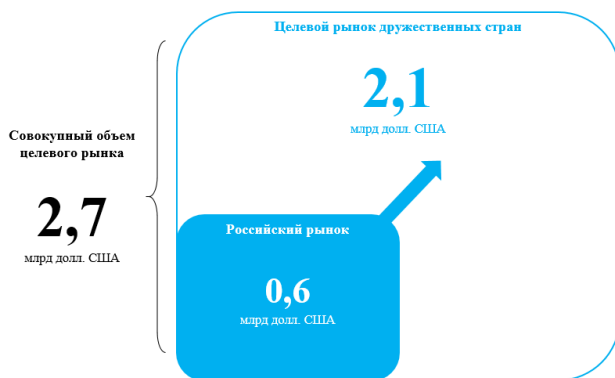 Целевой рынок дружественных стран
2,1
млрд долл. США
Совокупный объем
целевого рынка
2,7
млрд долл. США
Российский рынок
0,6
млрд долл. США